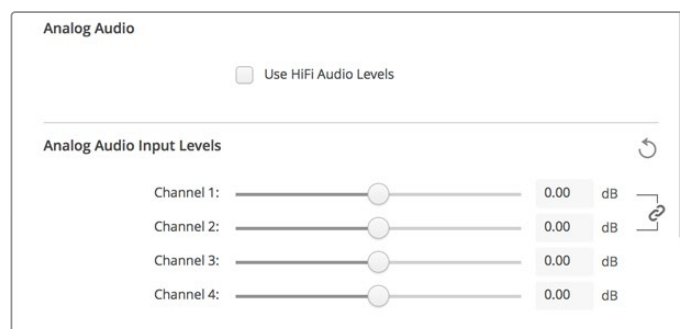 Analog Audio
Use HiFi Audio Levels
Analog Audio Input Levels
Channel 1: 0.00 dB
Channel 2: 0.00 dB
Channel 3: 0.00 dB
Channel 4: 0.00 dB